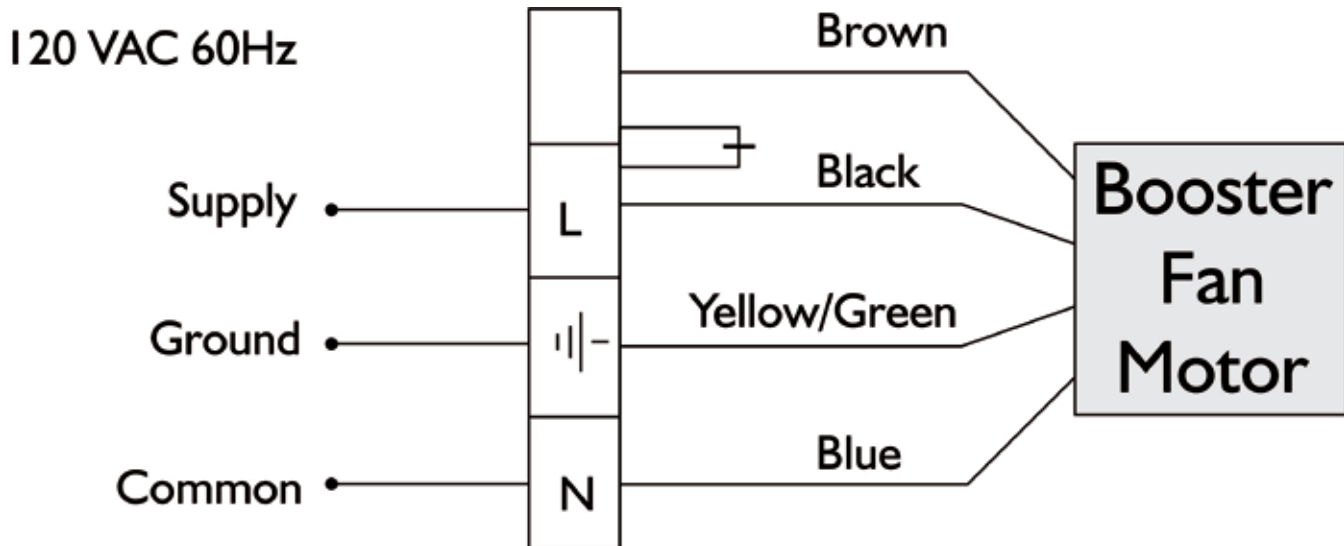 120 VAC 60Hz
Brown
Supply
L
Black
Ground
Yellow/Green
Common
N
Blue
Booster
Fan
Motor